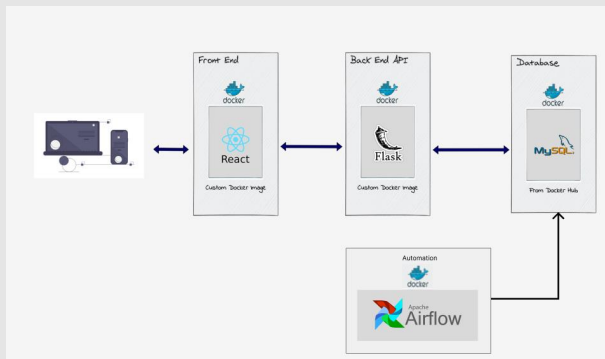 Front End
docker
React
Custom Docker Image
Back End API
docker
Flask
Custom Docker Image
Database
docker
MySQL
From Docker Hub
Automation
docker
Apache
Airflow